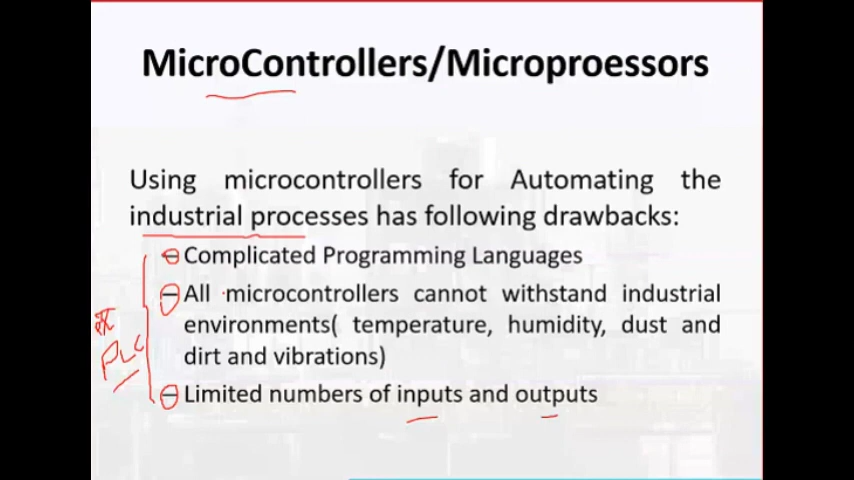 MicroControllers/Microproessors
Using microcontrollers for Automating the
industrial processes has following drawbacks:
– Complicated Programming Languages
– All microcontrollers cannot withstand industrial
environments( temperature, humidity, dust and
dirt and vibrations)
PLC
– Limited numbers of inputs and outputs